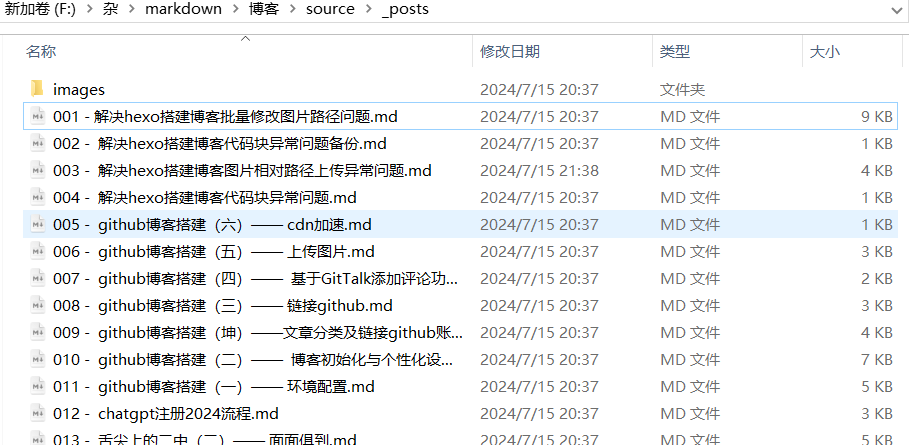 新加卷 (F:) > 杂 > markdown > 博客 > source > _posts
名称 修改日期 类型 大小
images 2024/7/15 20:37 文件夹
001 - 解决hexo搭建博客批量修改图片路径问题.md 2024/7/15 20:37 MD 文件 9 KB
002 - 解决hexo搭建博客代码块异常问题备份.md 2024/7/15 20:37 MD 文件 1 KB
003 - 解决hexo搭建博客图片相对路径上传异常问题.md 2024/7/15 21:38 MD 文件 4 KB
004 - 解决hexo搭建博客代码块异常问题.md 2024/7/15 20:37 MD 文件 1 KB
005 - github博客搭建（六）—— cdn加速.md 2024/7/15 20:37 MD 文件 1 KB
006 - github博客搭建（五）—— 上传图片.md 2024/7/15 20:37 MD 文件 3 KB
007 - github博客搭建（四）—— 基于GitTalk添加评论功... 2024/7/15 20:37 MD 文件 2 KB
008 - github博客搭建（三）—— 链接github.md 2024/7/15 20:37 MD 文件 3 KB
009 - github博客搭建（坤）——文章分类及链接github账... 2024/7/15 20:37 MD 文件 4 KB
010 - github博客搭建（二）—— 博客初始化与个性化设... 2024/7/15 20:37 MD 文件 7 KB
011 - github博客搭建（一）—— 环境配置.md 2024/7/15 20:37 MD 文件 5 KB
012 - chatgpt注册2024流程.md 2024/7/15 20:37 MD 文件 3 KB
013 - 舌尖上的二中（二）—— 面面俱到.md 2024/7/15 20:37 MD 文件 5 KB